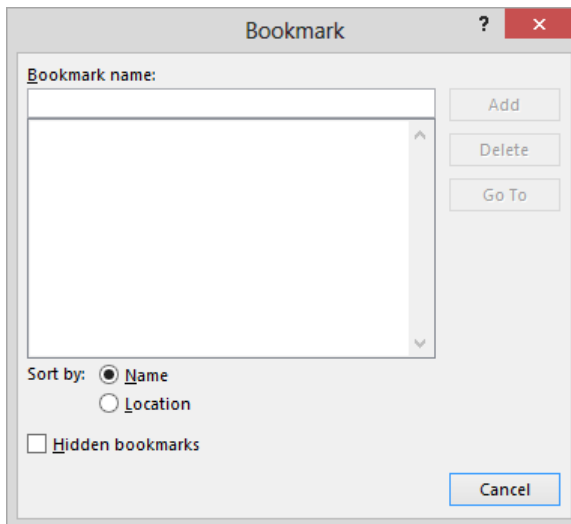 Bookmark
?
Bookmark name:
Add
Delete
Go To
Sort by: Name
Location
Hidden bookmarks
Cancel